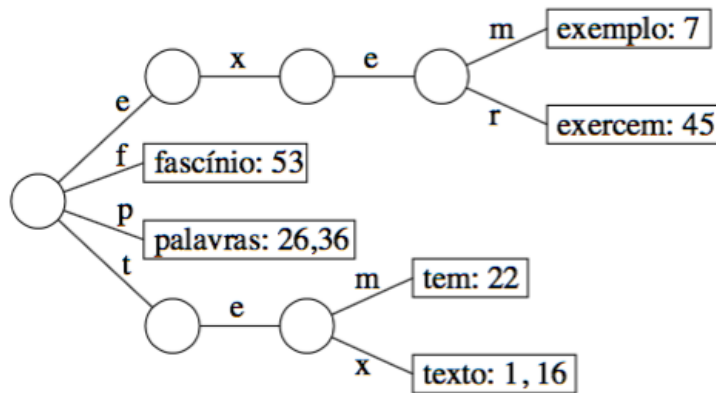 m
exemplo: 7
x
e
e
r
exercem: 45
f
fascínio: 53
p
palavras: 26,36
t
m
tem: 22
e
x
texto: 1, 16